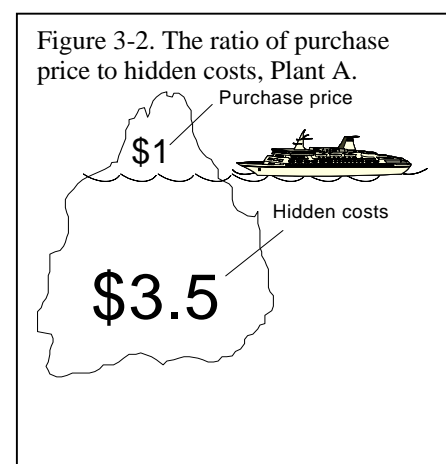 Figure 3-2. The ratio of purchase
price to hidden costs, Plant A.
Purchase price
$1
Hidden costs
$3.5